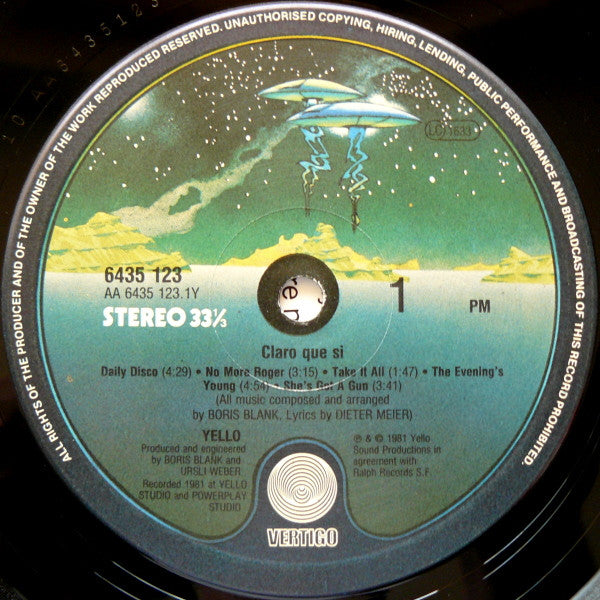 ALL RIGHTS OF THE PRODUCER AND OF THE OWNER OF THE WORK REPRODUCED RESERVED. UNAUTHORISED COPYING, HIRING, LENDING, PUBLIC PERFORMANCE AND BROADCASTING OF THIS RECORD PROHIBITED.
LC 1633
6435 123
AA 6435 123.1Y
STEREO 33⅓
1
PM
Claro que si
Daily Disco (4:29) • No More Roger (3:15) • Take it All (1:47) • The Evening's
Young (4:54) • She's Got A Gun (3:41)
(All music composed and arranged
by BORIS BLANK, Lyrics by DIETER MEIER)
YELLO
Produced and engineered
by BORIS BLANK and
URSLI WEBER
Recorded 1981 at YELLO
STUDIO and POWERPLAY
STUDIO
℗ & © 1981 Yello
Sound Productions in
agreement with
Ralph Records S.F.
VERTIGO